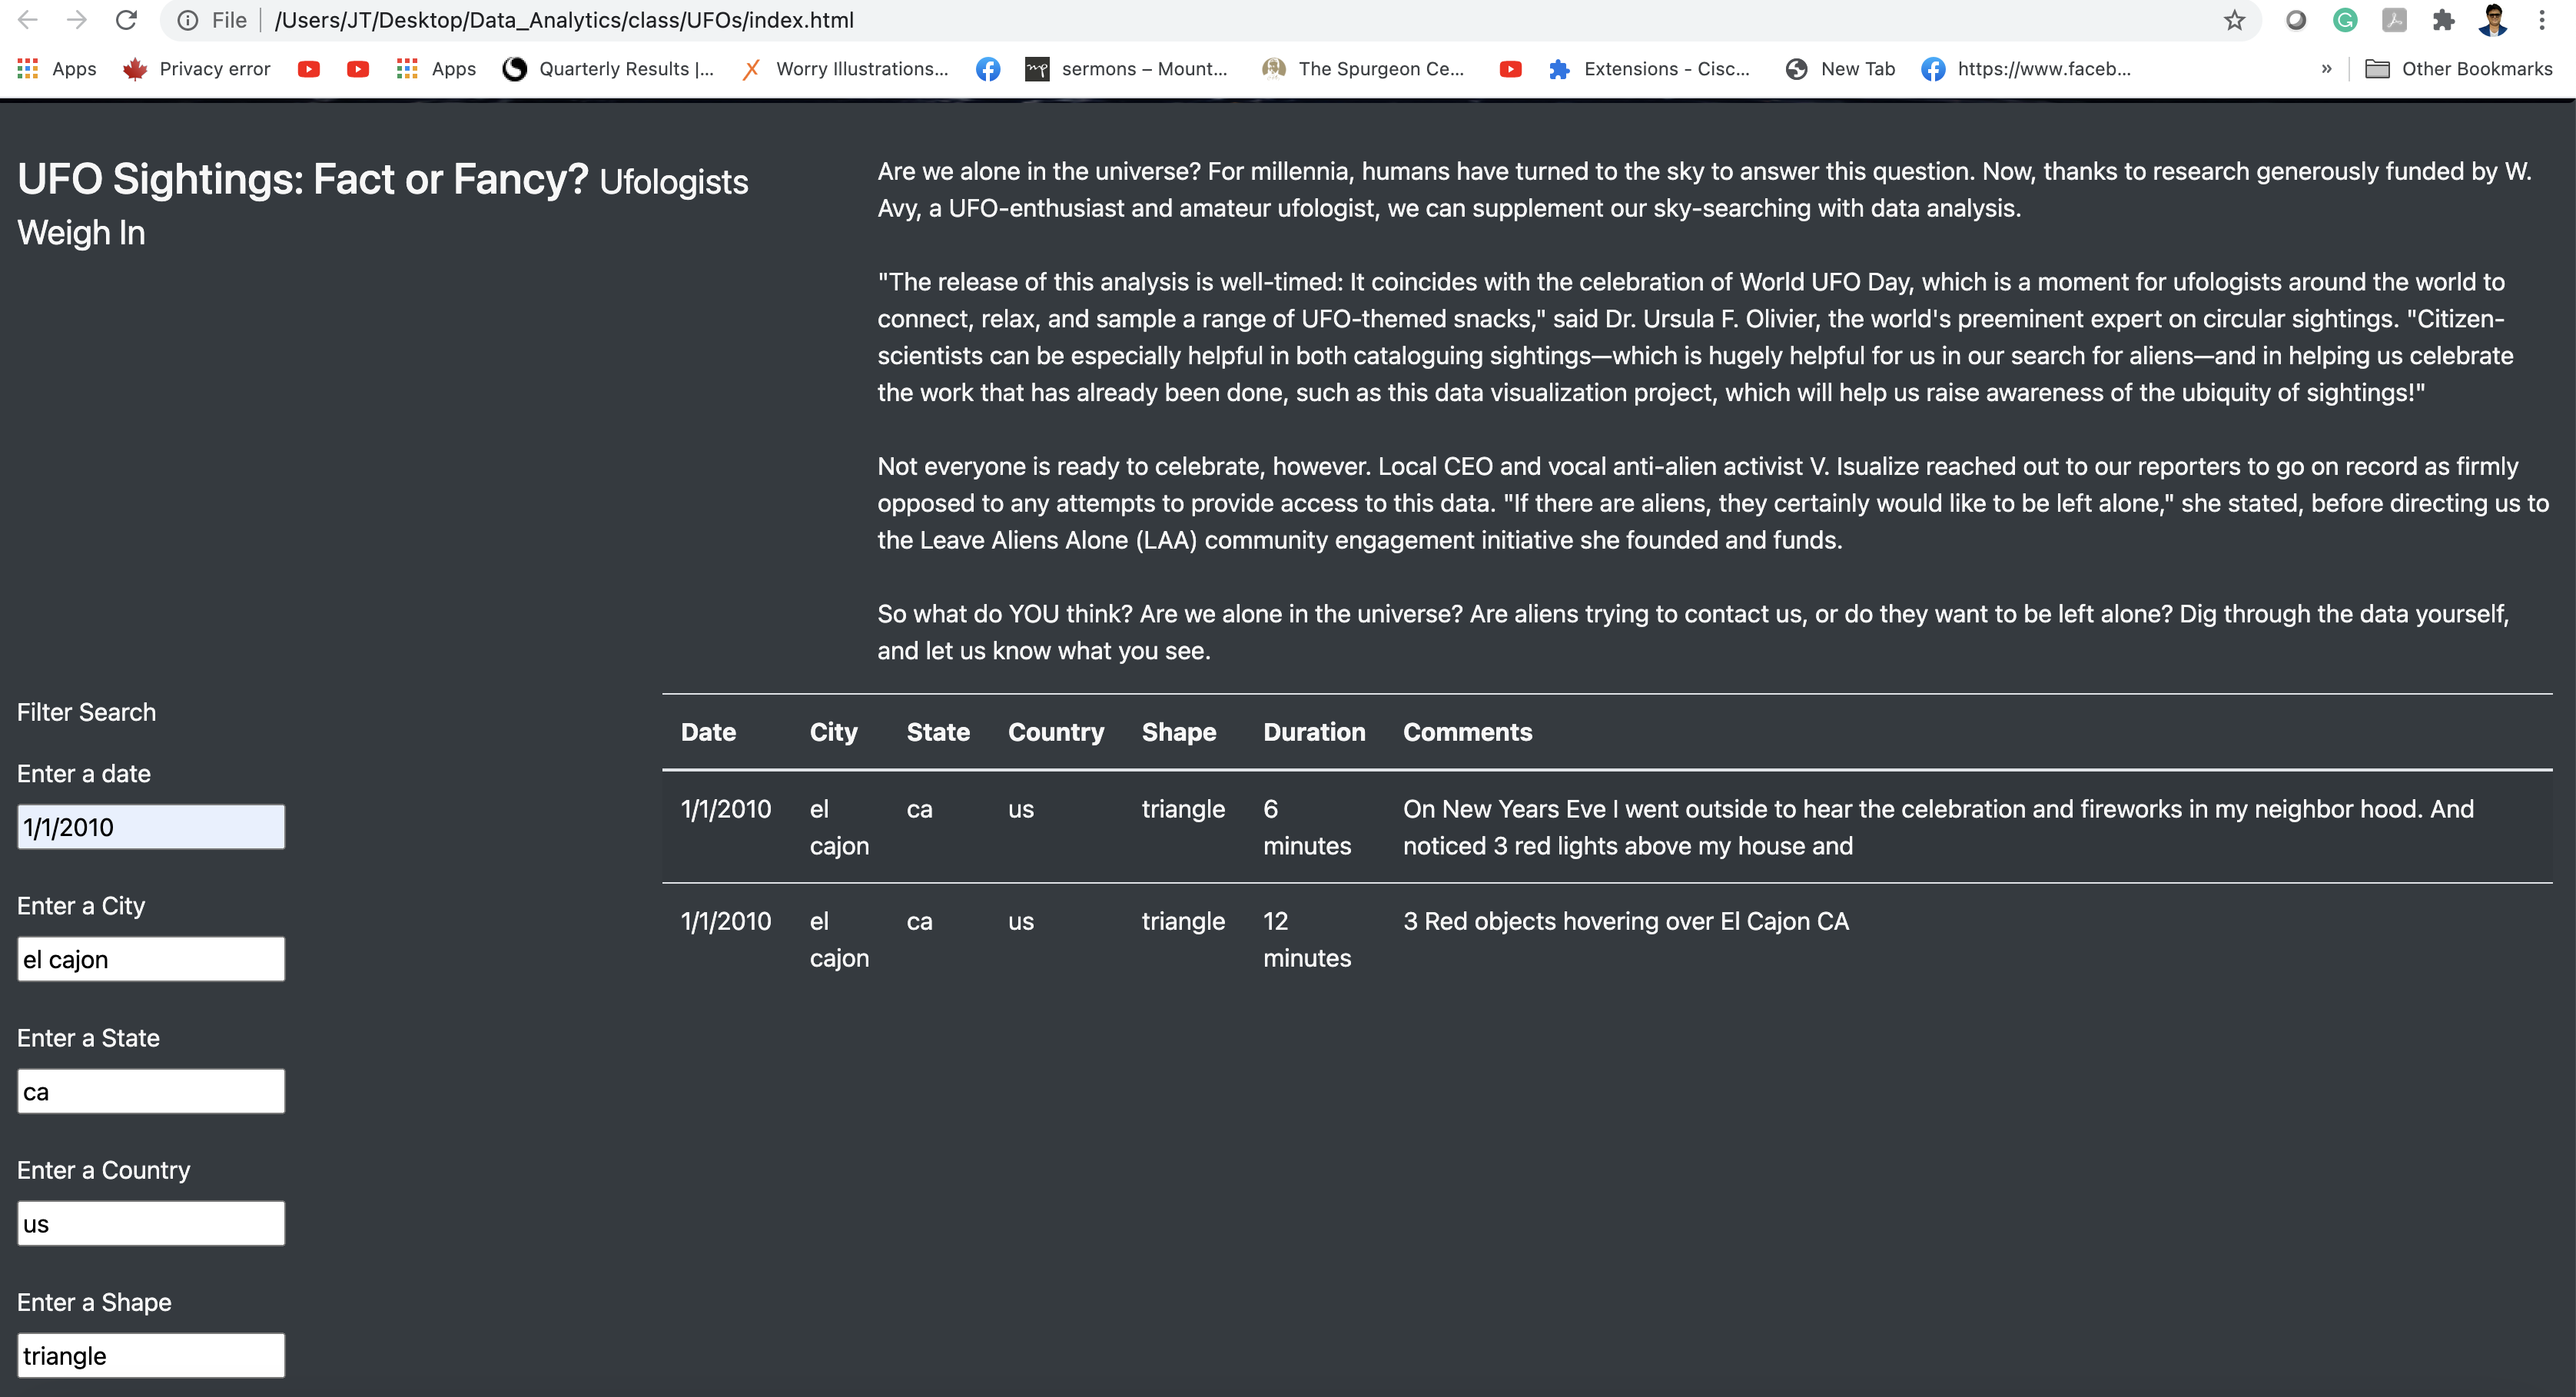 File /Users/JT/Desktop/Data_Analytics/class/UFOs/index.html
Apps Privacy error Apps Quarterly Results |... Worry Illustrations... sermons – Mount... The Spurgeon Ce... Extensions - Cisc... New Tab https://www.faceb... » Other Bookmarks
UFO Sightings: Fact or Fancy? Ufologists
Weigh In
Are we alone in the universe? For millennia, humans have turned to the sky to answer this question. Now, thanks to research generously funded by W.
Avy, a UFO-enthusiast and amateur ufologist, we can supplement our sky-searching with data analysis.
"The release of this analysis is well-timed: It coincides with the celebration of World UFO Day, which is a moment for ufologists around the world to
connect, relax, and sample a range of UFO-themed snacks," said Dr. Ursula F. Olivier, the world's preeminent expert on circular sightings. "Citizen-
scientists can be especially helpful in both cataloguing sightings—which is hugely helpful for us in our search for aliens—and in helping us celebrate
the work that has already been done, such as this data visualization project, which will help us raise awareness of the ubiquity of sightings!"
Not everyone is ready to celebrate, however. Local CEO and vocal anti-alien activist V. Isualize reached out to our reporters to go on record as firmly
opposed to any attempts to provide access to this data. "If there are aliens, they certainly would like to be left alone," she stated, before directing us to
the Leave Aliens Alone (LAA) community engagement initiative she founded and funds.
So what do YOU think? Are we alone in the universe? Are aliens trying to contact us, or do they want to be left alone? Dig through the data yourself,
and let us know what you see.
Filter Search
Enter a date
1/1/2010
Enter a City
el cajon
Enter a State
ca
Enter a Country
us
Enter a Shape
triangle
Date City State Country Shape Duration Comments
1/1/2010 el ca us triangle 6 On New Years Eve I went outside to hear the celebration and fireworks in my neighbor hood. And
cajon minutes noticed 3 red lights above my house and
1/1/2010 el ca us triangle 12 3 Red objects hovering over El Cajon CA
cajon minutes